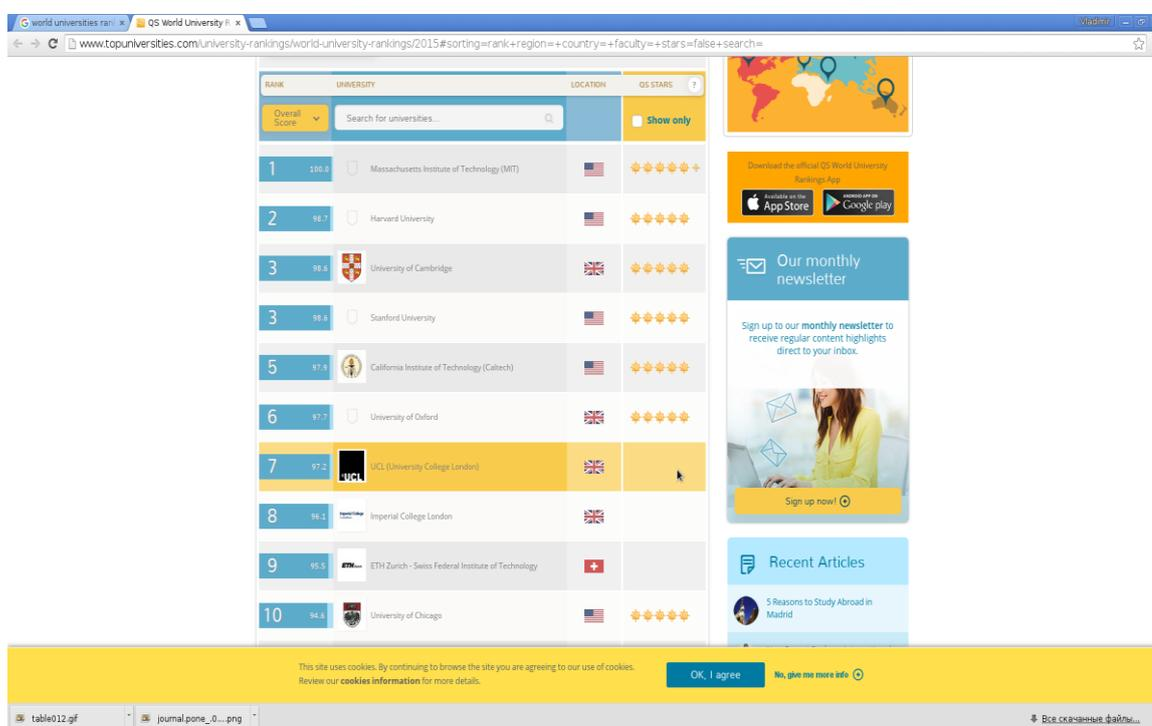 world universities ran
QS World University R
Vladimir
www.topuniversities.com/university-rankings/world-university-rankings/2015#sorting=rank+region=+country=+faculty=+stars=false+search=
RANK UNIVERSITY LOCATION QS STARS ?
Overall
Score
Search for universities...
Show only
1 100.0 Massachusetts Institute of Technology (MIT)
2 98.7 Harvard University
3 98.6 University of Cambridge
3 98.6 Stanford University
5 97.9 California Institute of Technology (Caltech)
6 97.7 University of Oxford
7 97.2 UCL UCL (University College London)
8 96.1 Imperial College London
9 95.5 ETH ETH Zurich - Swiss Federal Institute of Technology
10 94.6 University of Chicago
Download the official QS World University
Rankings App
Available on the
App Store
ANDROID APP ON
Google play
Our monthly
newsletter
Sign up to our monthly newsletter to
receive regular content highlights
direct to your inbox.
Sign up now!
Recent Articles
5 Reasons to Study Abroad in
Madrid
This site uses cookies. By continuing to browse the site you are agreeing to our use of cookies.
Review our cookies information for more details.
OK, I agree
No, give me more info
table012.gif
journal.pone_.0....png
Все скачанные файлы...